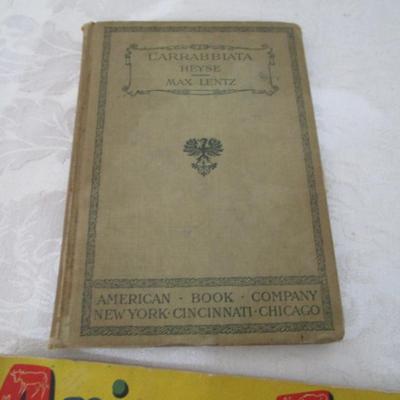 L'ARRABBIATA
HEYSE
MAX LENTZ
AMERICAN · BOOK · COMPANY
NEW YORK · CINCINNATI · CHICAGO